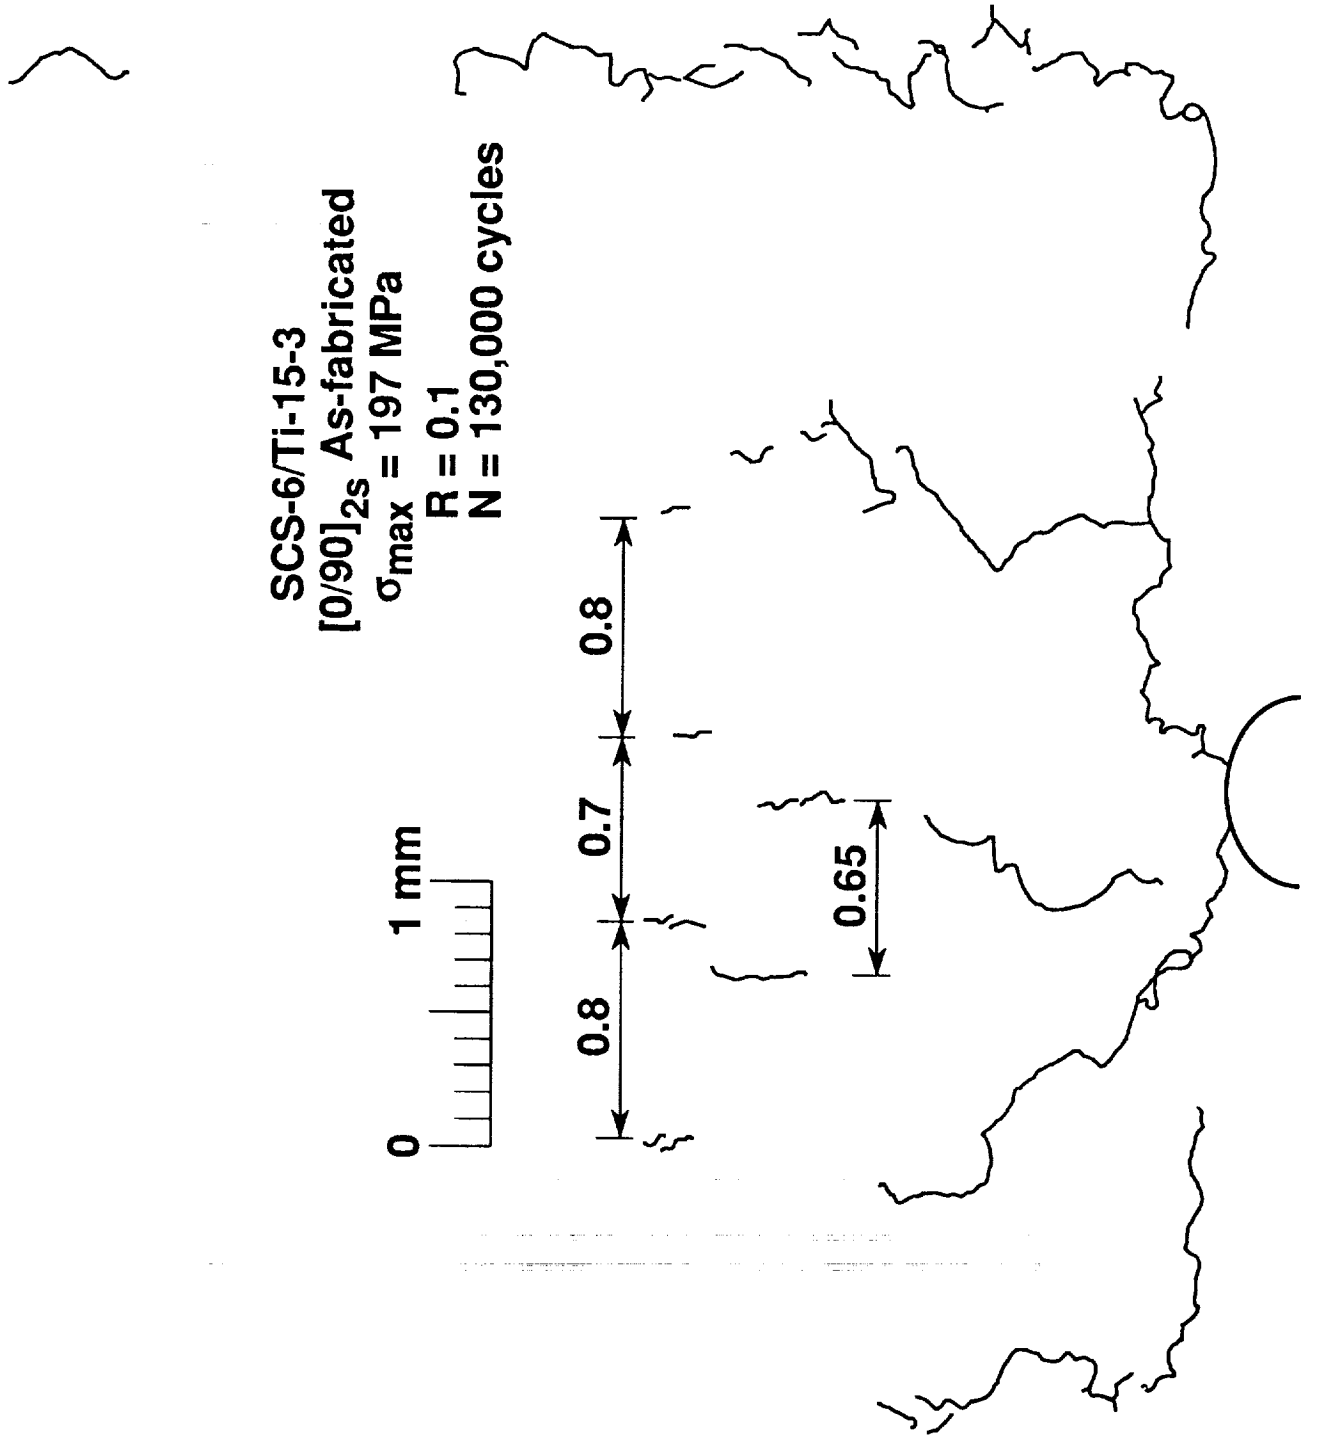 SCS-6/Ti-15-3
[0/90]2s As-fabricated
σmax = 197 MPa
R = 0.1
N = 130,000 cycles
0 1 mm
0.8 0.7 0.8
0.65